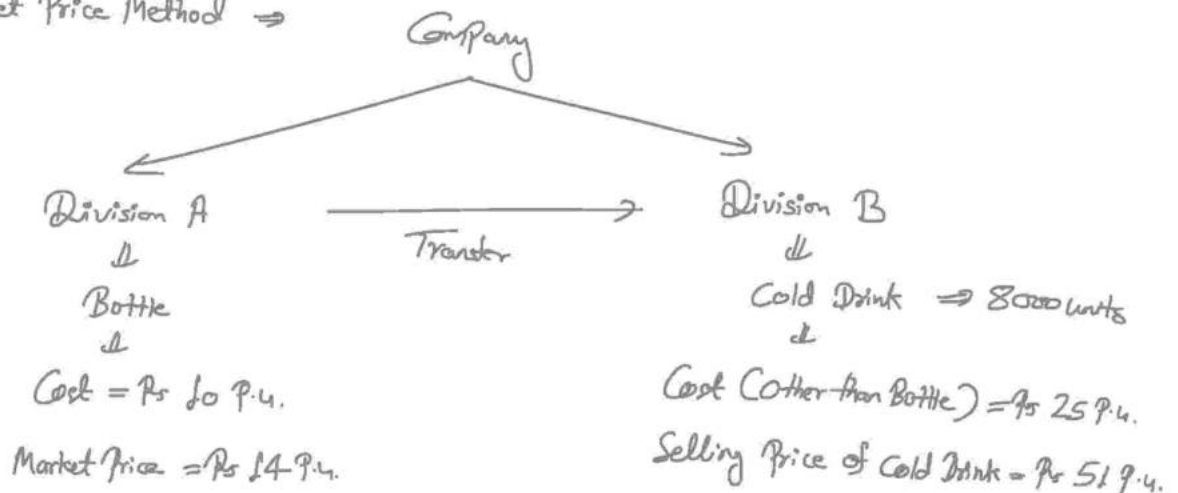 Price Method ⇒
Company
Division A
Division B
Transfer
⇓
⇓
Bottle
Cold Drink ⇒ 8000 units
⇓
⇓
Cost = Rs 10 P.u.
Cost (other than Bottle) = Rs 25 P.u.
Market Price = Rs 14 P.u.
Selling Price of Cold Drink = Rs 51 P.u.